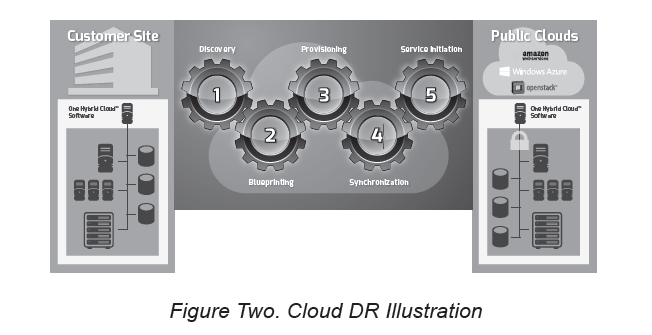 Customer Site
Discovery
Provisioning
Service Initiation
Public Clouds
amazon
webservices
Windows Azure
openstack
One Hybrid Cloud™
Software
1
2
3
4
5
Blueprinting
Synchronization
One Hybrid Cloud™
Software
Figure Two. Cloud DR Illustration